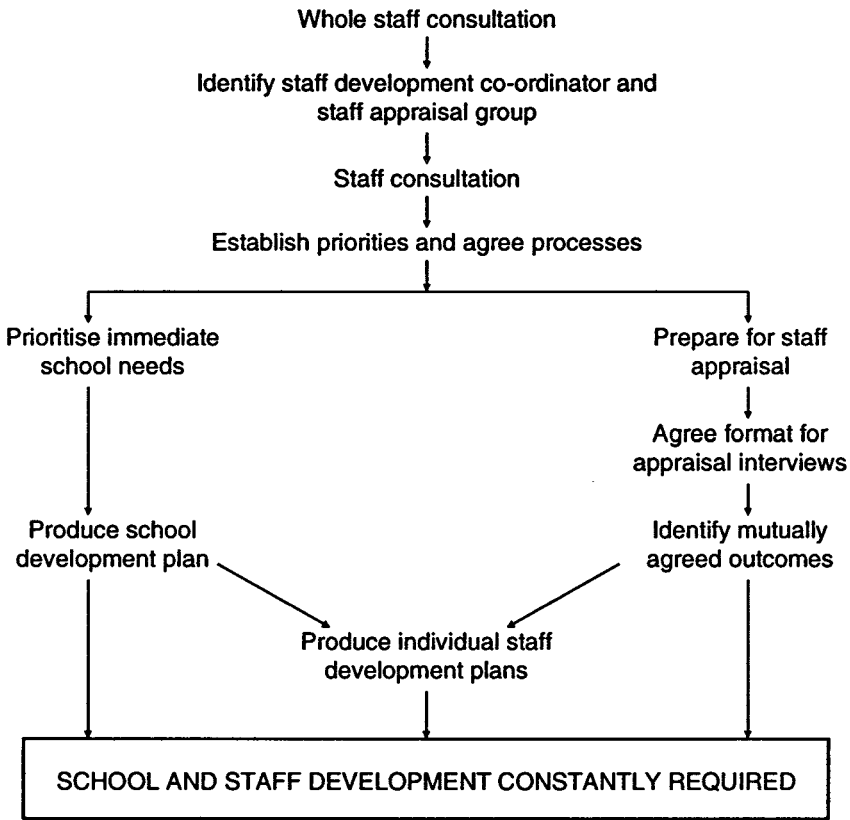 Whole staff consultation
Identify staff development co-ordinator and
staff appraisal group
Staff consultation
Establish priorities and agree processes
Prioritise immediate
school needs
Prepare for staff
appraisal
Agree format for
appraisal interviews
Produce school
development plan
Identify mutually
agreed outcomes
Produce individual staff
development plans
SCHOOL AND STAFF DEVELOPMENT CONSTANTLY REQUIRED